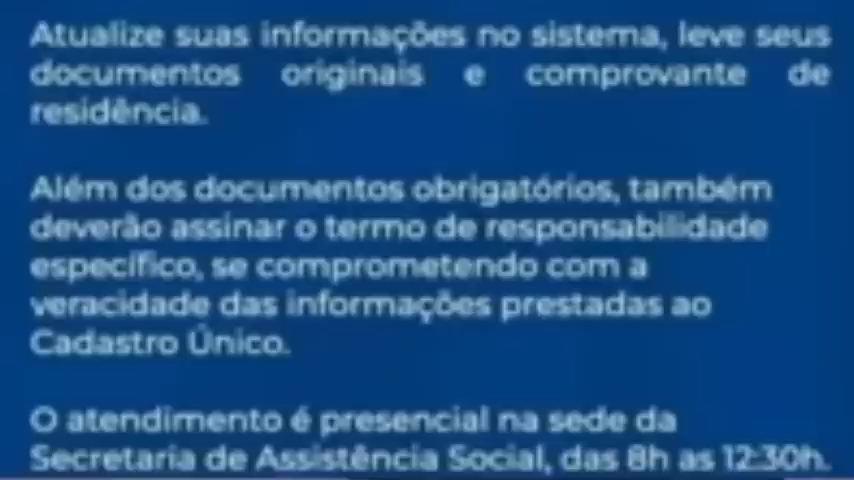 Atualize suas informações no sistema, leve seus
documentos originais e comprovante de
residência.
Além dos documentos obrigatórios, também
deverão assinar o termo de responsabilidade
específico, se comprometendo com a
veracidade das informações prestadas ao
Cadastro Único.
O atendimento é presencial na sede da
Secretaria de Assistência Social, das 8h as 12:30h.